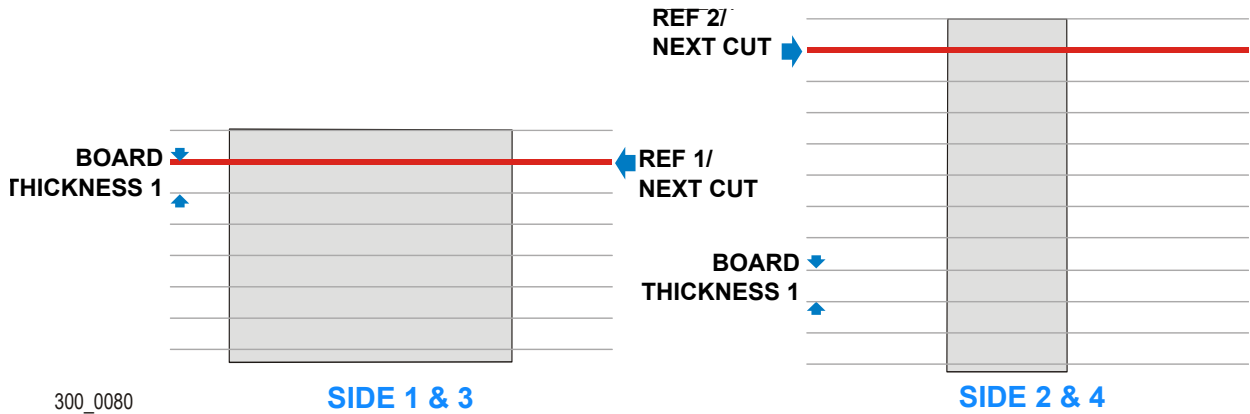 BOARD
THICKNESS 1
REF 1/
NEXT CUT
SIDE 1 & 3
REF 2/
NEXT CUT
BOARD
THICKNESS 1
SIDE 2 & 4
300_0080